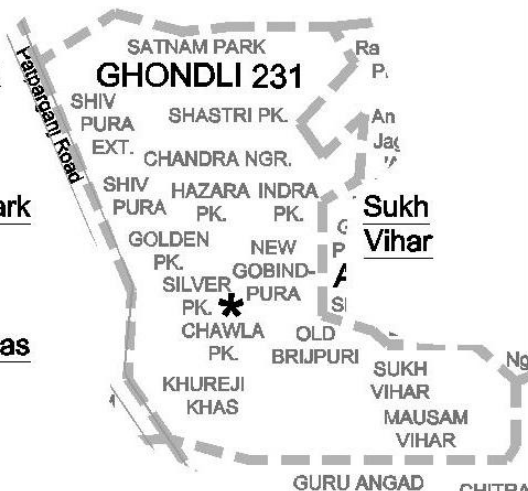 SATNAM PARK
GHONDLI 231
Patparganj Road
SHIV
PURA
EXT.
SHASTRI PK.
CHANDRA NGR.
SHIV
PURA
HAZARA
PK.
INDRA
PK.
Sukh
Vihar
GOLDEN
PK.
NEW
GOBIND-
PURA
SILVER
PK.
*
CHAWLA
PK.
OLD
BRIJPURI
KHUREJI
KHAS
SUKH
VIHAR
MAUSAM
VIHAR
GURU ANGAD